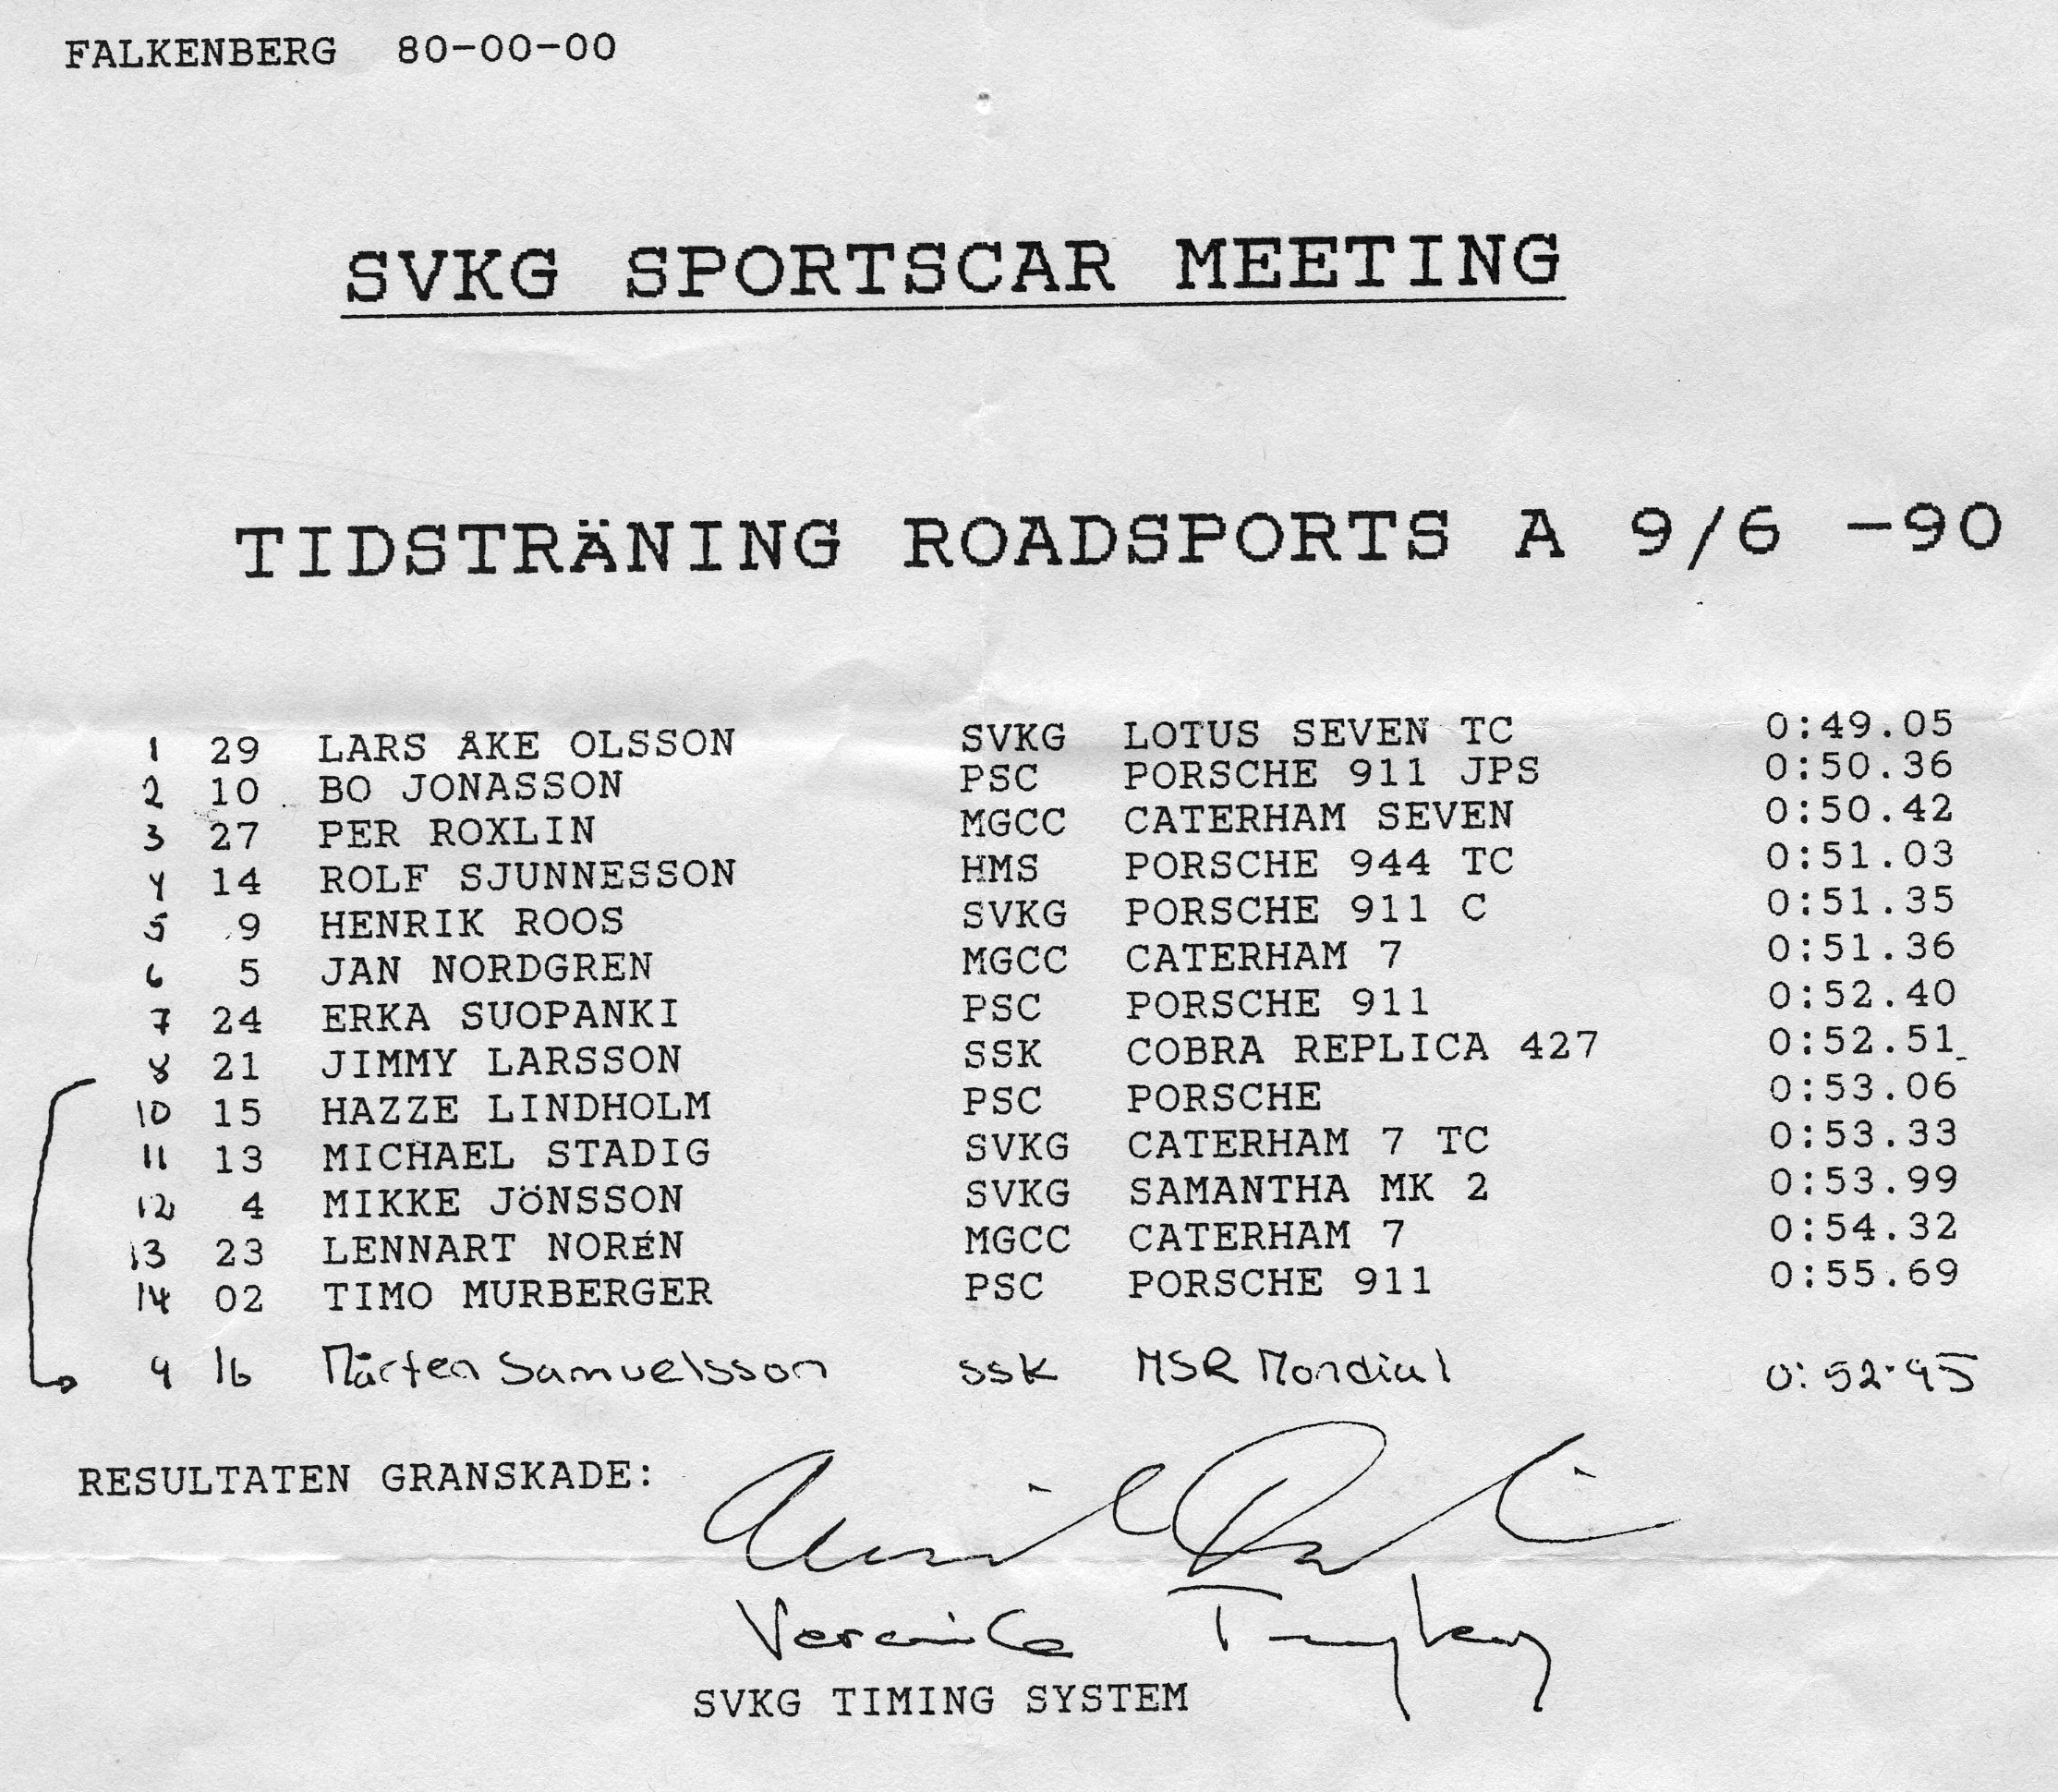 FALKENBERG 80-00-00
SVKG SPORTSCAR MEETING
TIDSTRÄNING ROADSPORTS A 9/6 -90
1 29 LARS ÅKE OLSSON SVKG LOTUS SEVEN TC 0:49.05
2 10 BO JONASSON PSC PORSCHE 911 JPS 0:50.36
3 27 PER ROXLIN MGCC CATERHAM SEVEN 0:50.42
4 14 ROLF SJUNNESSON HMS PORSCHE 944 TC 0:51.03
5 9 HENRIK ROOS SVKG PORSCHE 911 C 0:51.35
6 5 JAN NORDGREN MGCC CATERHAM 7 0:51.36
7 24 ERKA SUOPANKI PSC PORSCHE 911 0:52.40
8 21 JIMMY LARSSON SSK COBRA REPLICA 427 0:52.51
10 15 HAZZE LINDHOLM PSC PORSCHE 0:53.06
11 13 MICHAEL STADIG SVKG CATERHAM 7 TC 0:53.33
12 4 MIKKE JÖNSSON SVKG SAMANTHA MK 2 0:53.99
13 23 LENNART NORÉN MGCC CATERHAM 7 0:54.32
14 02 TIMO MURBERGER PSC PORSCHE 911 0:55.69
9 16 Mårten Samuelsson SSK MSR Mondial 0:52.95
RESULTATEN GRANSKADE:
SVKG TIMING SYSTEM